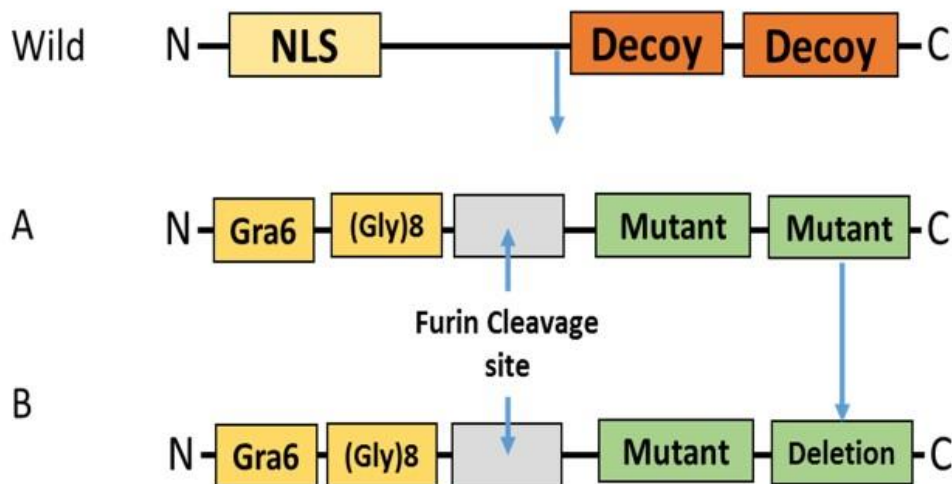 Wild N NLS Decoy Decoy C
A N Gra6 (Gly)8 Mutant Mutant C
Furin Cleavage
site
B
N Gra6 (Gly)8 Mutant Deletion C